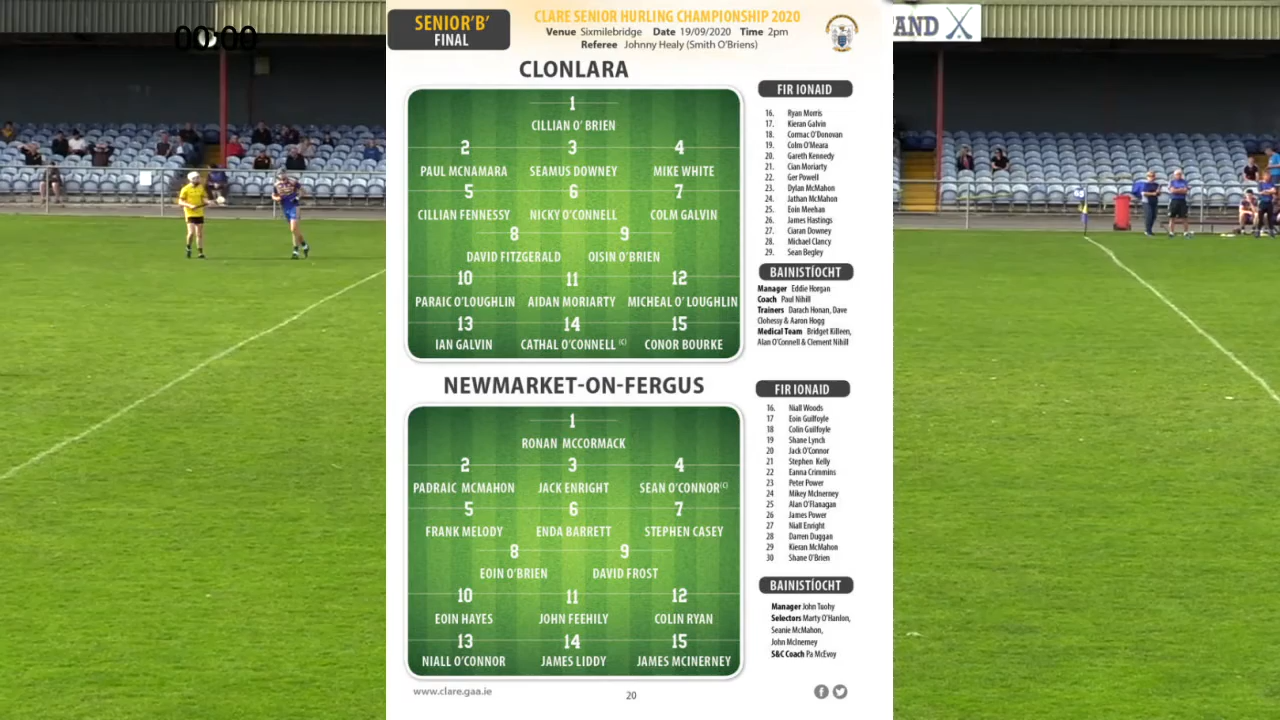 00:00
SENIOR'B'
FINAL
CLARE SENIOR HURLING CHAMPIONSHIP 2020
Venue Sixmilebridge Date 19/09/2020 Time 2pm
Referee Johnny Healy (Smith O'Briens)
AND
CLONLARA
1
CILLIAN O' BRIEN
2 3 4
PAUL MCNAMARA SEAMUS DOWNEY MIKE WHITE
5 6 7
CILLIAN FENNESSY NICKY O'CONNELL COLM GALVIN
8 9
DAVID FITZGERALD OISIN O'BRIEN
10 11 12
PARAIC O'LOUGHLIN AIDAN MORIARTY MICHEAL O' LOUGHLIN
13 14 15
IAN GALVIN CATHAL O'CONNELL (C) CONOR BOURKE
FIR IONAID
16. Ryan Morris
17. Kieran Galvin
18. Cormac O'Donovan
19. Colm O'Meara
20. Gareth Kennedy
21. Cian Moriarty
22. Ger Powell
23. Dylan McMahon
24. Jathan McMahon
25. Eoin Meehan
26. James Hastings
27. Ciaran Downey
28. Michael Clancy
29. Sean Begley
BAINISTÍOCHT
Manager Eddie Horgan
Coach Paul Nihill
Trainers Darach Honan, Dave
Clohessy & Aaron Hogg
Medical Team Bridget Killeen,
Alan O'Connell & Clement Nihill
NEWMARKET-ON-FERGUS
1
RONAN MCCORMACK
2 3 4
PADRAIC MCMAHON JACK ENRIGHT SEAN O'CONNOR(C)
5 6 7
FRANK MELODY ENDA BARRETT STEPHEN CASEY
8 9
EOIN O'BRIEN DAVID FROST
10 11 12
EOIN HAYES JOHN FEEHILY COLIN RYAN
13 14 15
NIALL O'CONNOR JAMES LIDDY JAMES MCINERNEY
FIR IONAID
16. Niall Woods
17 Eoin Guilfoyle
18 Colin Guilfoyle
19 Shane Lynch
20 Jack O'Connor
21 Stephen Kelly
22 Eanna Crimmins
23 Peter Power
24 Mikey McInerney
25 Alan O'Flanagan
26 James Power
27 Niall Enright
28 Darren Duggan
29 Kieran McMahon
30 Shane O'Brien
BAINISTÍOCHT
Manager John Tuohy
Selectors Marty O'Hanlon,
Seanie McMahon,
John McInerney
S&C Coach Pa McEvoy
www.clare.gaa.ie
20